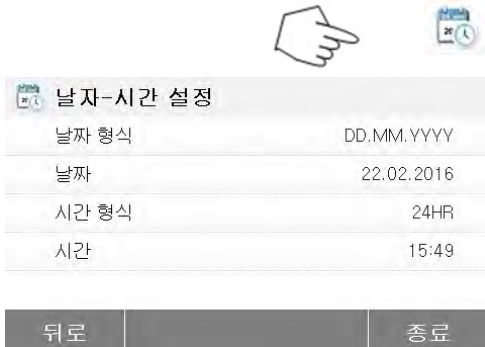 날자-시간 설정
날짜 형식 DD.MM.YYYY
날짜 22.02.2016
시간 형식 24HR
시간 15:49
뒤로 종료